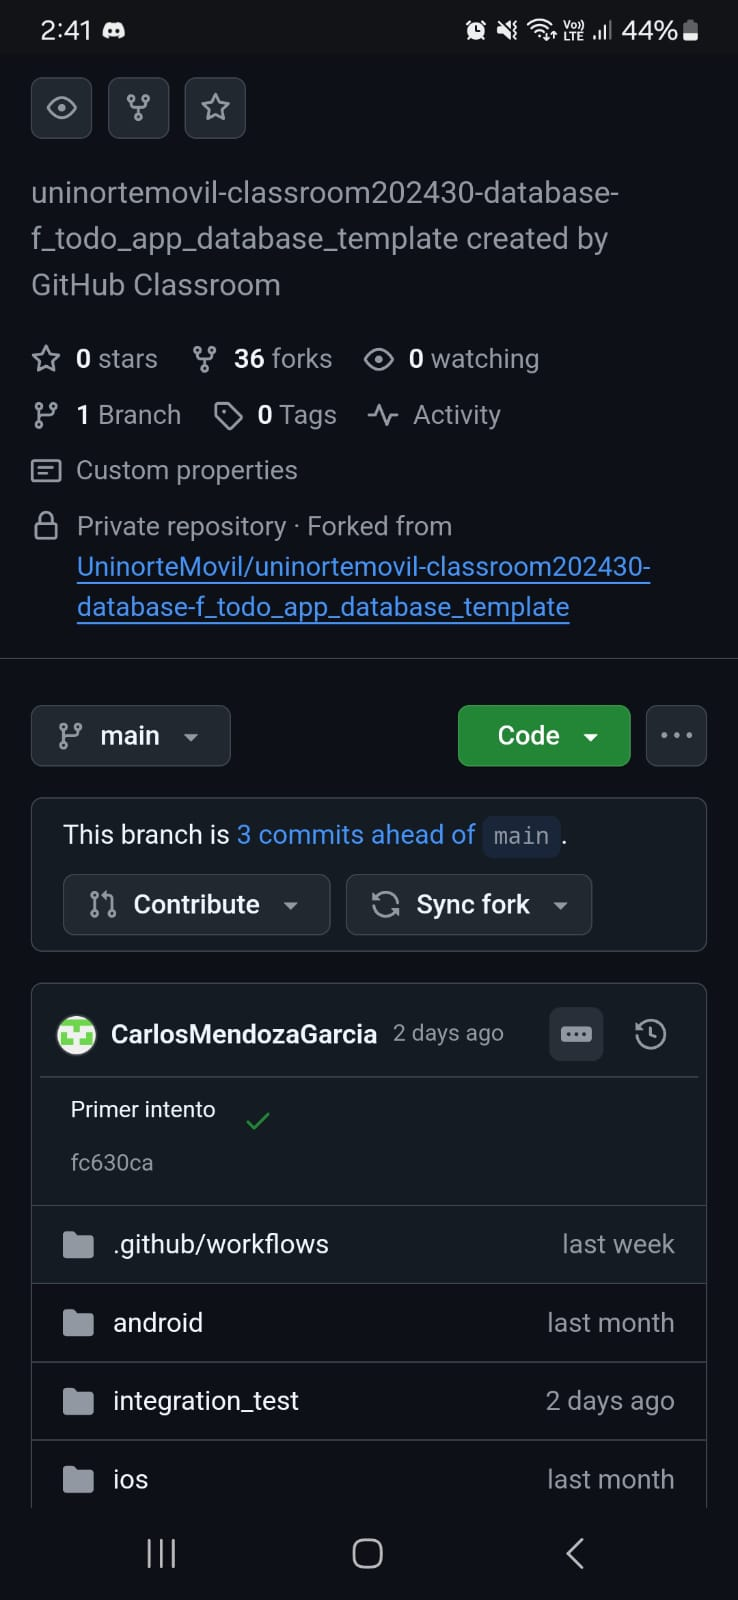 2:41
Vo)) LTE 44%
uninortemovil-classroom202430-database-
f_todo_app_database_template created by
GitHub Classroom
0 stars 36 forks 0 watching
1 Branch 0 Tags Activity
Custom properties
Private repository · Forked from
UninorteMovil/uninortemovil-classroom202430-
database-f_todo_app_database_template
main Code
This branch is 3 commits ahead of main .
Contribute Sync fork
CarlosMendozaGarcia 2 days ago
Primer intento
fc630ca
.github/workflows last week
android last month
integration_test 2 days ago
ios last month